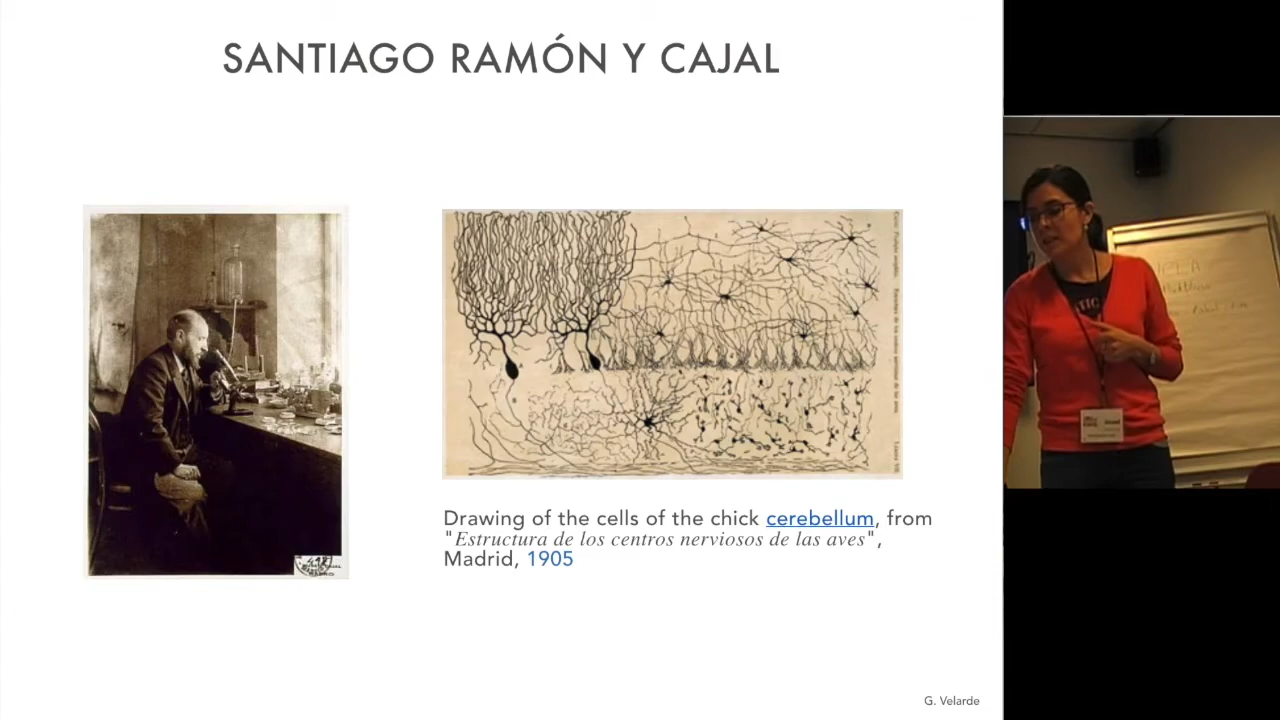 SANTIAGO RAMÓN Y CAJAL
Drawing of the cells of the chick cerebellum, from
"Estructura de los centros nerviosos de las aves",
Madrid, 1905
G. Velarde